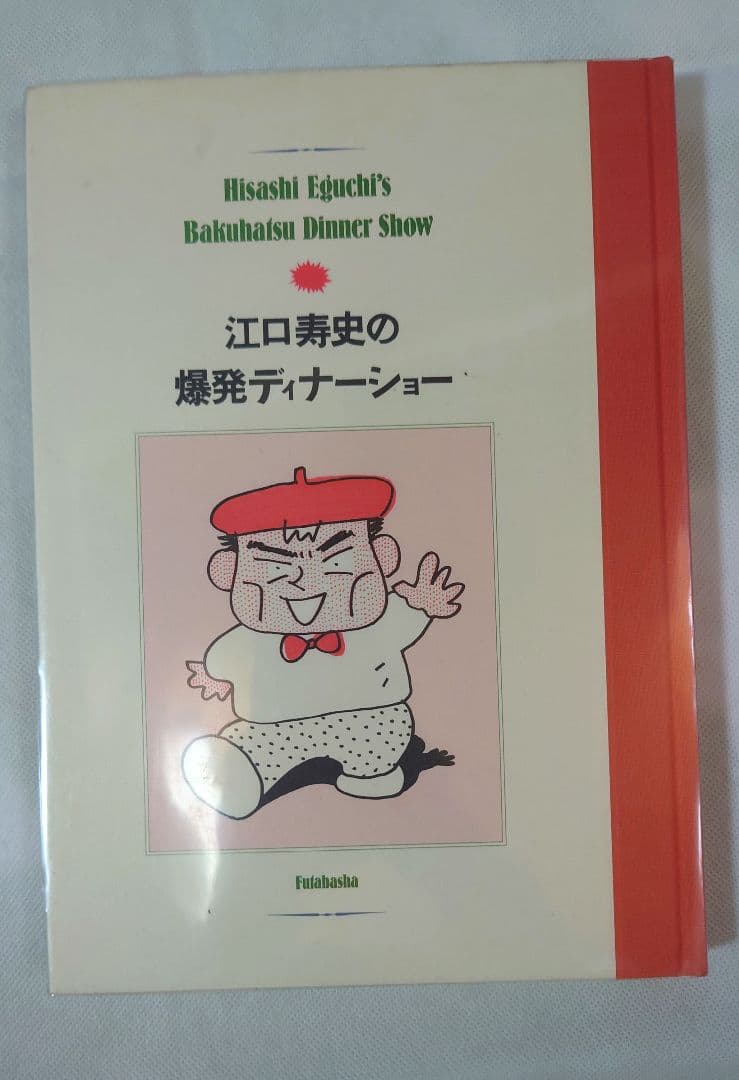 Hisashi Eguchi's
Bakuhatsu Dinner Show
江口寿史の
爆発ディナーショー
Futabasha